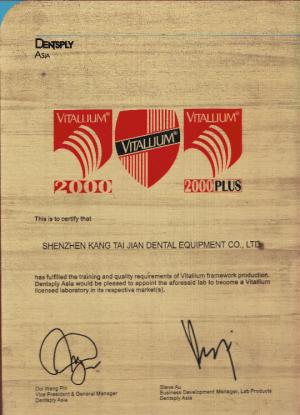 DENTSPLY
ASIA
VITALLIUM®
VITALLIUM®
VITALLIUM®
2000
2000PLUS
This is to certify that
SHENZHEN KANG TAI JIAN DENTAL EQUIPMENT CO., LTD
has fulfilled the training and quality requirements of Vitallium framework production.
Dentsply Asia would be pleased to appoint the aforesaid lab to become a Vitallium
licensed laboratory in its respective market(s).
Wang Pin
Steve Au
Vice President & General Manager
Business Development Manager, Lab Products
Dentsply Asia
Dentsply Asia